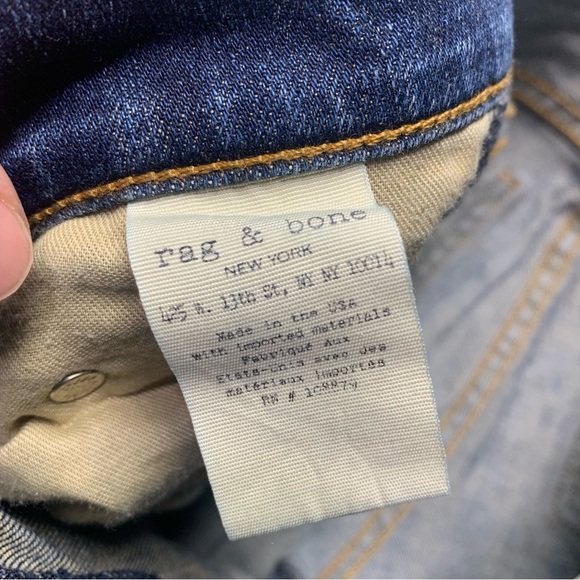 rag & bone
NEW YORK
425 W. 13th St, NY NY 10014
Made in the USA
with imported materials
Fabriqué Aux
Etats-Unis avec des
matériaux importés
RN #